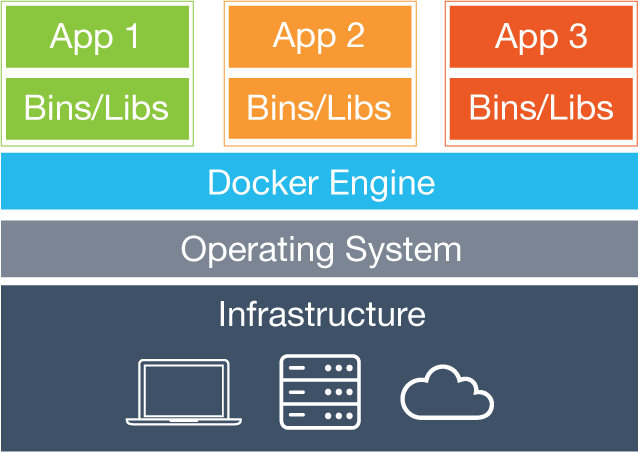 App 1
App 2
App 3
Bins/Libs
Bins/Libs
Bins/Libs
Docker Engine
Operating System
Infrastructure